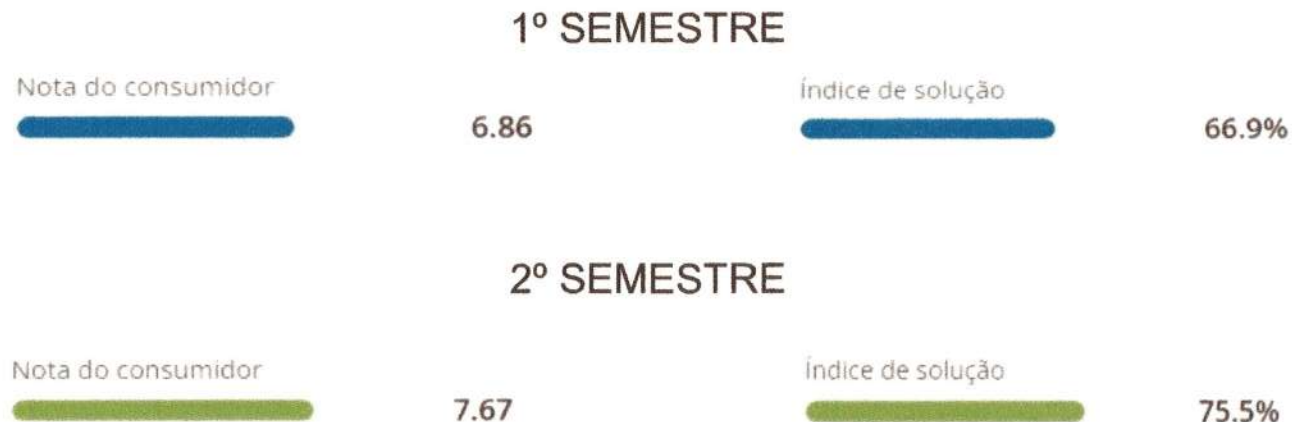 1º SEMESTRE
Nota do consumidor
6.86
Índice de solução
66.9%
2º SEMESTRE
Nota do consumidor
7.67
Índice de solução
75.5%